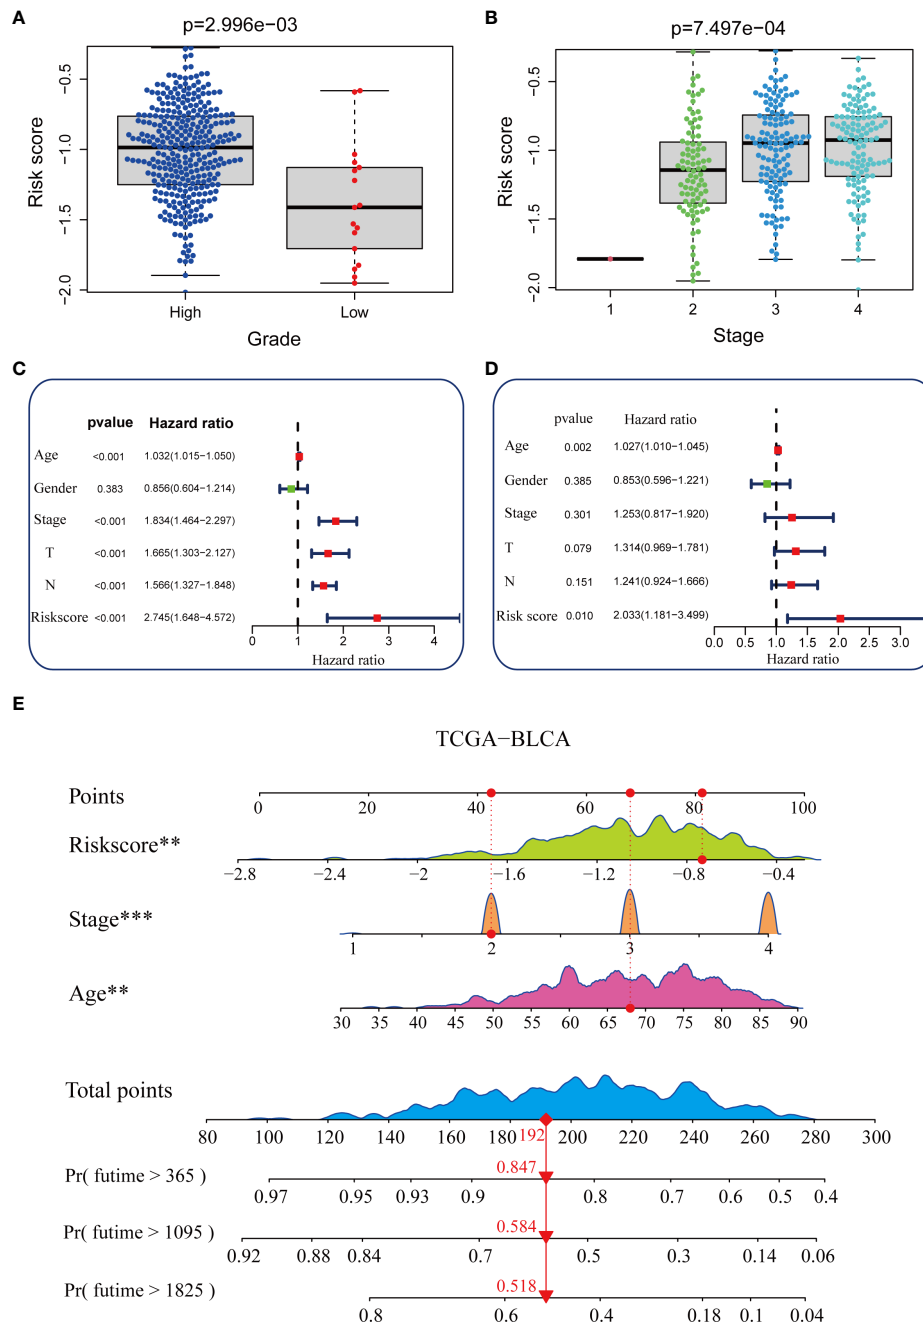 A
p=2.996e−03
Risk score
−0.5
−1.0
−1.5
−2.0
High
Low
Grade
B
p=7.497e−04
Risk score
−0.5
−1.0
−1.5
−2.0
1 2 3 4
Stage
C
pvalue Hazard ratio
Age <0.001 1.032(1.015−1.050)
Gender 0.383 0.856(0.604−1.214)
Stage <0.001 1.834(1.464−2.297)
T <0.001 1.665(1.303−2.127)
N <0.001 1.566(1.327−1.848)
Riskscore <0.001 2.745(1.648−4.572)
0 1 2 3 4
Hazard ratio
D
pvalue Hazard ratio
Age 0.002 1.027(1.010−1.045)
Gender 0.385 0.853(0.596−1.221)
Stage 0.301 1.253(0.817−1.920)
T 0.079 1.314(0.969−1.781)
N 0.151 1.241(0.924−1.666)
Risk score 0.010 2.033(1.181−3.499)
0.0 0.5 1.0 1.5 2.0 2.5 3.0
Hazard ratio
E
TCGA−BLCA
Points
0 20 40 60 80 100
Riskscore**
−2.8 −2.4 −2 −1.6 −1.2 −0.8 −0.4
Stage***
1 2 3 4
Age**
30 35 40 45 50 55 60 65 70 75 80 85 90
Total points
80 100 120 140 160 180 192 200 220 240 260 280 300
0.847
Pr( futime > 365 )
0.97 0.95 0.93 0.9 0.8 0.7 0.6 0.5 0.4
0.584
Pr( futime > 1095 )
0.92 0.88 0.84 0.7 0.5 0.3 0.14 0.06
0.518
Pr( futime > 1825 )
0.8 0.6 0.4 0.18 0.1 0.04